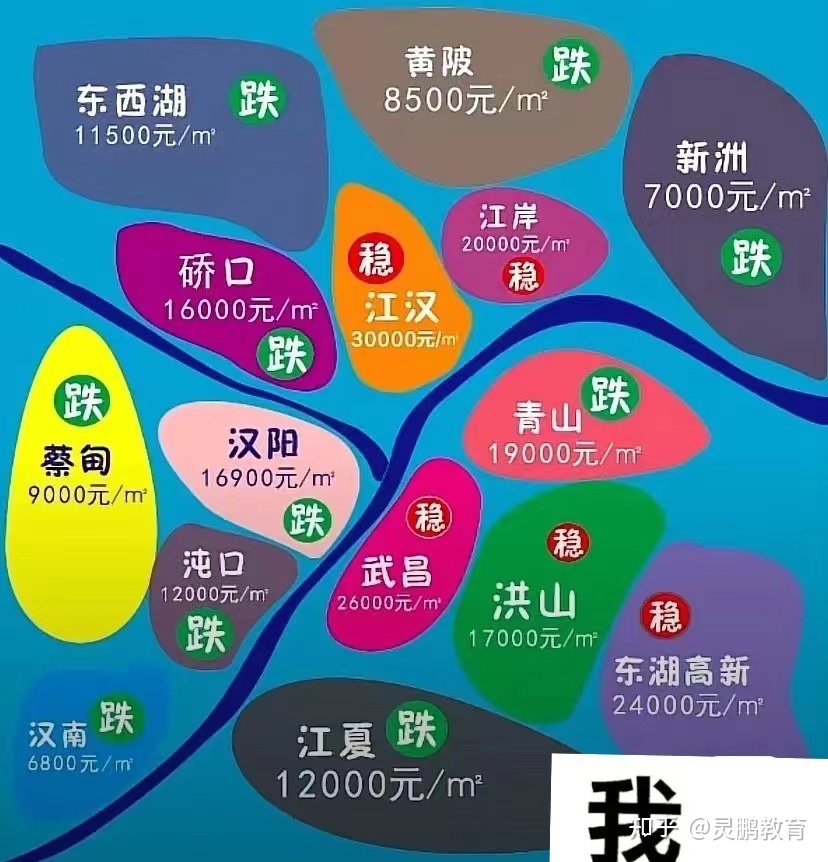 黄陂
跌
8500元/㎡
东西湖
跌
11500元/㎡
新洲
7000元/㎡
跌
江岸
20000元/㎡
稳
稳
江汉
30000元/㎡
硚口
16000元/㎡
跌
跌
蔡甸
9000元/㎡
跌
青山
19000元/㎡
汉阳
16900元/㎡
跌
稳
武昌
26000元/㎡
稳
洪山
17000元/㎡
沌口
12000元/㎡
跌
稳
东湖高新
24000元/㎡
汉南
跌
6800元/㎡
江夏
跌
12000元/㎡
我
知乎 @灵鹏教育